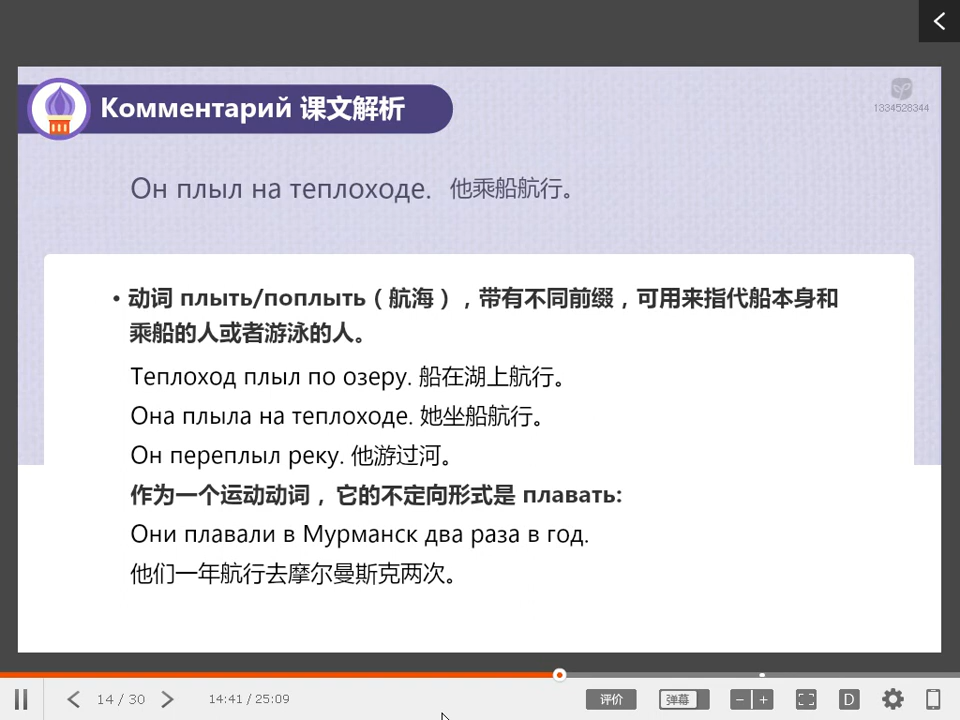 Комментарий 课文解析
1334528344
Он плыл на теплоходе. 他乘船航行。
• 动词 плыть/поплыть（航海），带有不同前缀，可用来指代船本身和
乘船的人或者游泳的人。
Теплоход плыл по озеру. 船在湖上航行。
Она плыла на теплоходе. 她坐船航行。
Он переплыл реку. 他游过河。
作为一个运动动词，它的不定向形式是 плавать:
Они плавали в Мурманск два раза в год.
他们一年航行去摩尔曼斯克两次。
14 / 30 14:41 / 25:09 评价 弹幕 D